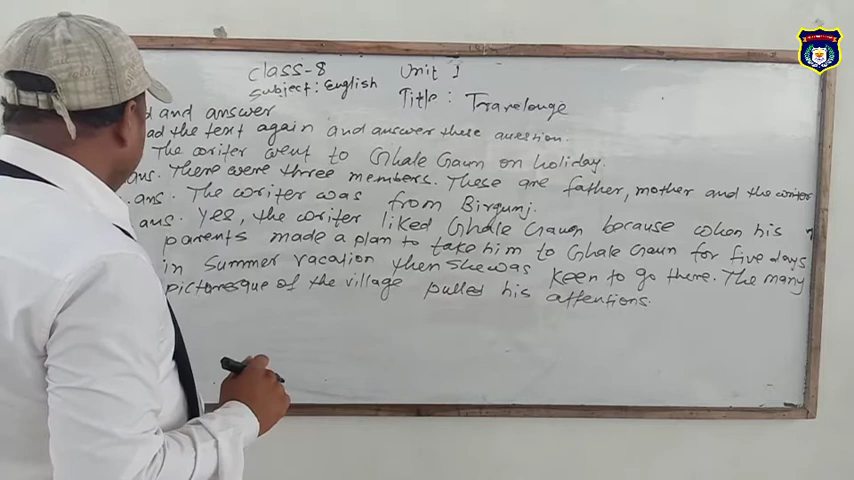 Class-8 Unit 1
Subject: English Title: Travelouge
d and answer
ad the text again and answer these question.
The writer went to Ghale Gaun on holiday.
ans. There were three members. These are father, mother and the writer
ans. The writer was from Birgunj.
ans. Yes, the writer liked Ghale Gaun because when his
parents made a plan to take him to Ghale Gaun for five days
in Summer vacation then she was keen to go there. The many
picturesque of the village pulled his attentions.